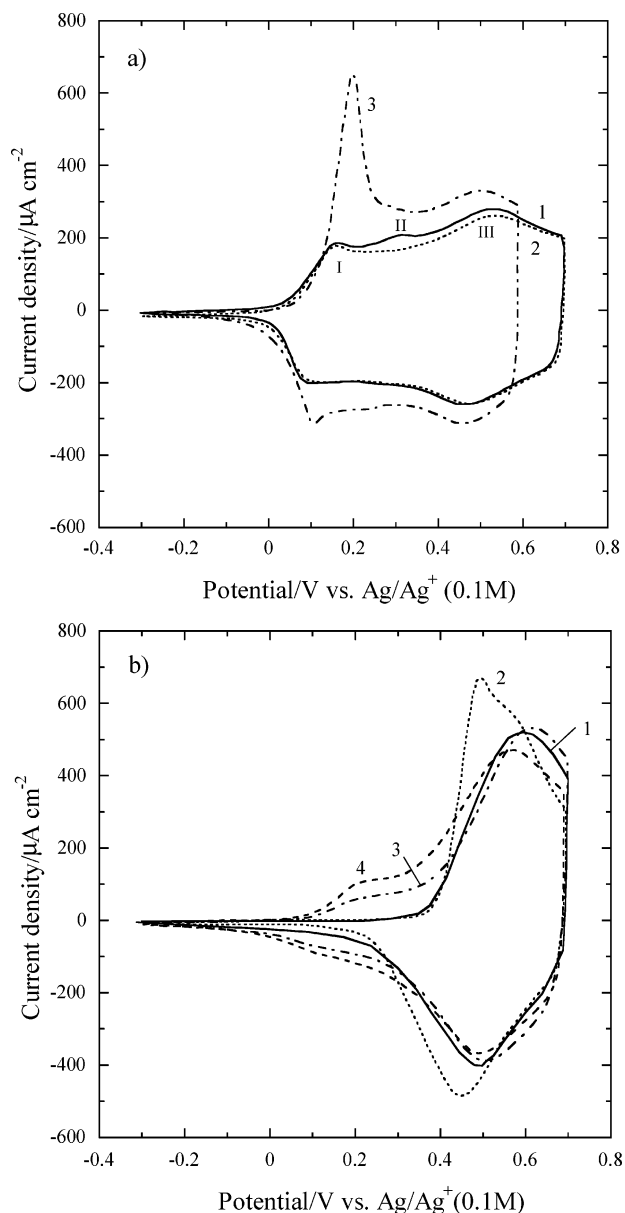 a)
800
600
400
200
0
-200
-400
-600
Current density/μA cm-2
3
II
I
III
1
2
-0.4 -0.2 0 0.2 0.4 0.6 0.8
Potential/V vs. Ag/Ag+ (0.1M)
b)
800
600
400
200
0
-200
-400
-600
Current density/μA cm-2
2
1
3
4
-0.4 -0.2 0 0.2 0.4 0.6 0.8
Potential/V vs. Ag/Ag+(0.1M)